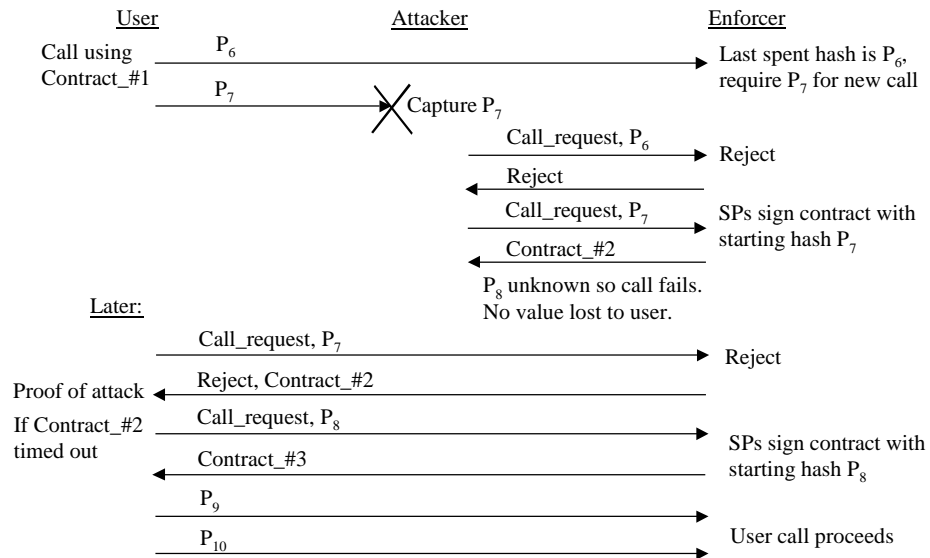 User Attacker Enforcer
Call using
Contract_#1
P6
Last spent hash is P6,
require P7 for new call
P7
Capture P7
Call_request, P6
Reject
Reject
Call_request, P7
SPs sign contract with
starting hash P7
Contract_#2
P8 unknown so call fails.
No value lost to user.
Later:
Call_request, P7
Reject
Proof of attack
Reject, Contract_#2
If Contract_#2
timed out
Call_request, P8
SPs sign contract with
starting hash P8
Contract_#3
P9
User call proceeds
P10